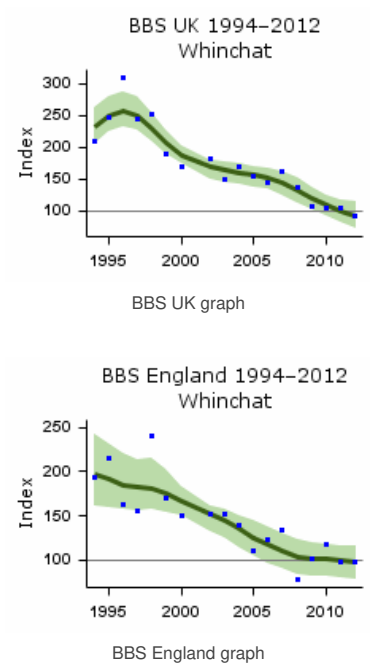 BBS UK 1994–2012
Whinchat
300
250
200
150
100
Index
1995 2000 2005 2010
BBS UK graph
BBS England 1994–2012
Whinchat
250
200
150
100
Index
1995 2000 2005 2010
BBS England graph